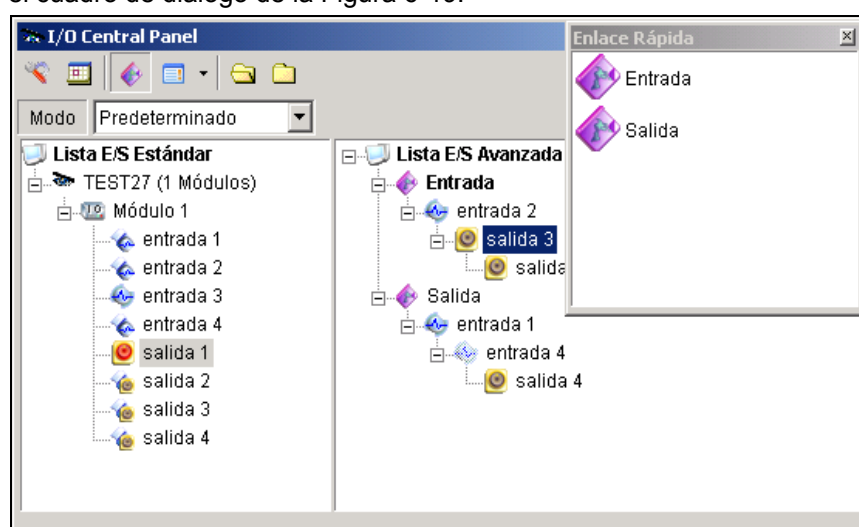 I/O Central Panel
Modo Predeterminado
Lista E/S Estándar
TEST27 (1 Módulos)
Módulo 1
entrada 1
entrada 2
entrada 3
entrada 4
salida 1
salida 2
salida 3
salida 4
Lista E/S Avanzada
Entrada
entrada 2
salida 3
salida
Salida
entrada 1
entrada 4
salida 4
Enlace Rápida
Entrada
Salida